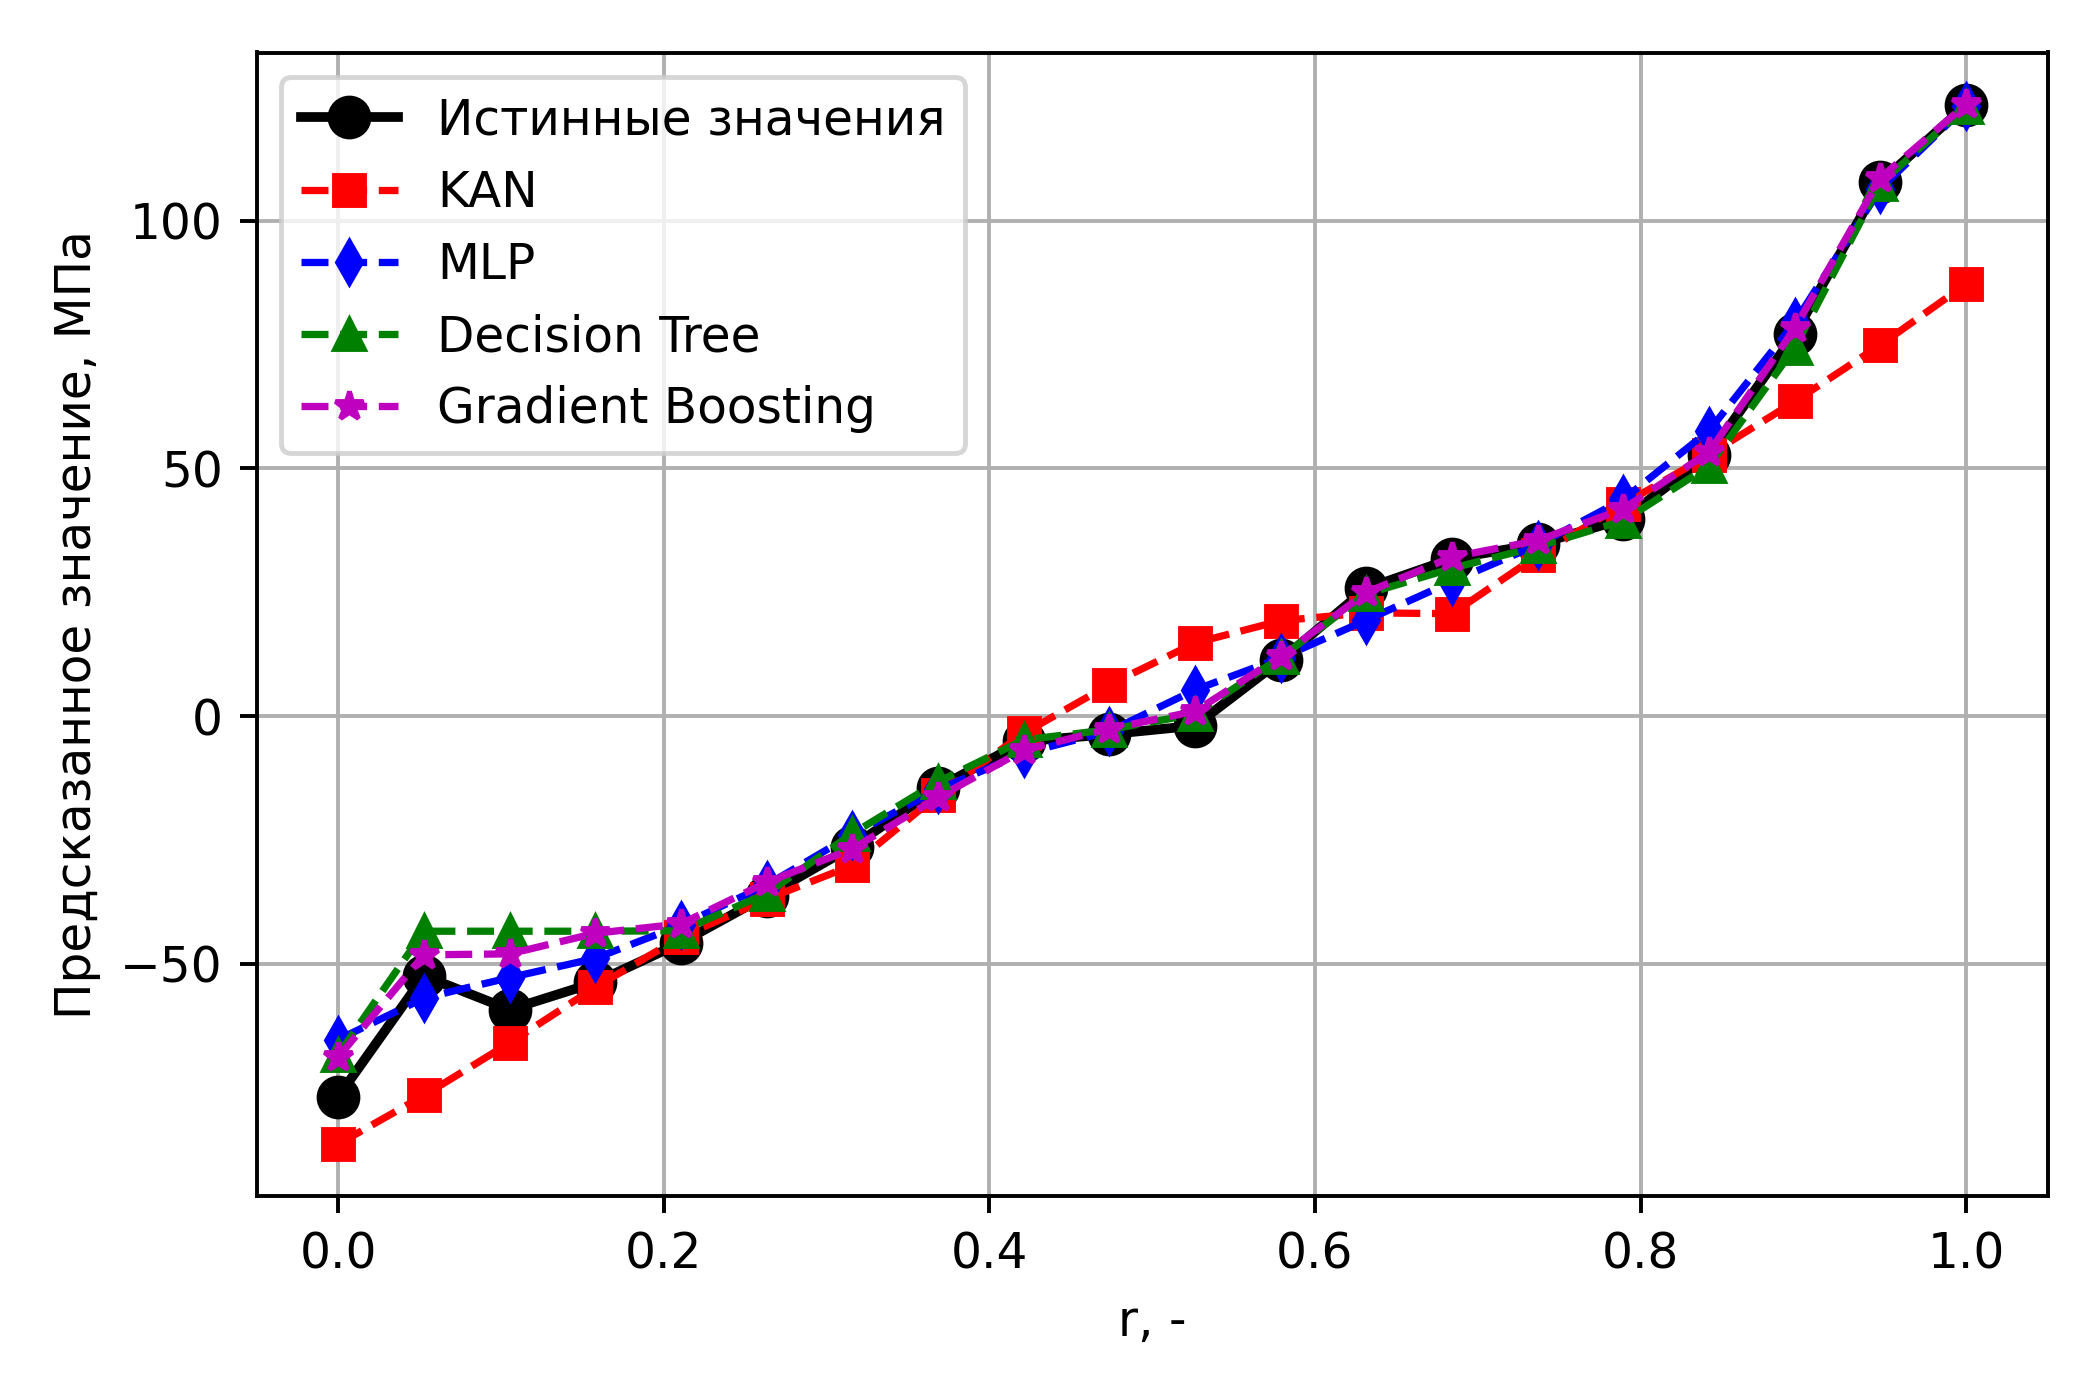 Истинные значения
KAN
MLP
Decision Tree
Gradient Boosting
Предсказанное значение, МПа
100
50
0
−50
0.0 0.2 0.4 0.6 0.8 1.0
r, -